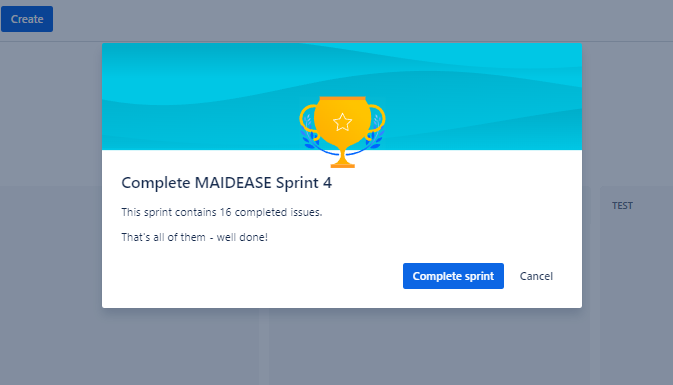 Create
Complete MAIDEASE Sprint 4
This sprint contains 16 completed issues.
That's all of them - well done!
Complete sprint
Cancel
TEST